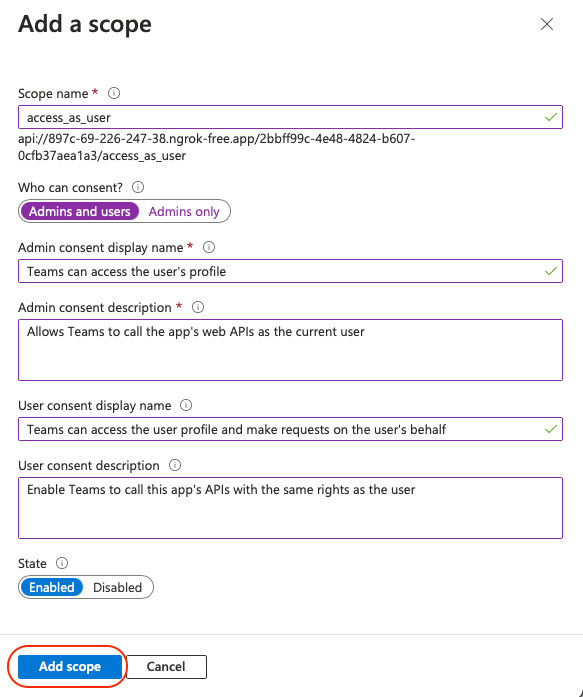 Add a scope
Scope name *
access_as_user
api://897c-69-226-247-38.ngrok-free.app/2bbff99c-4e48-4824-b607-
0cfb37aea1a3/access_as_user
Who can consent?
Admins and users Admins only
Admin consent display name *
Teams can access the user's profile
Admin consent description *
Allows Teams to call the app's web APIs as the current user
User consent display name
Teams can access the user profile and make requests on the user's behalf
User consent description
Enable Teams to call this app's APIs with the same rights as the user
State
Enabled Disabled
Add scope Cancel